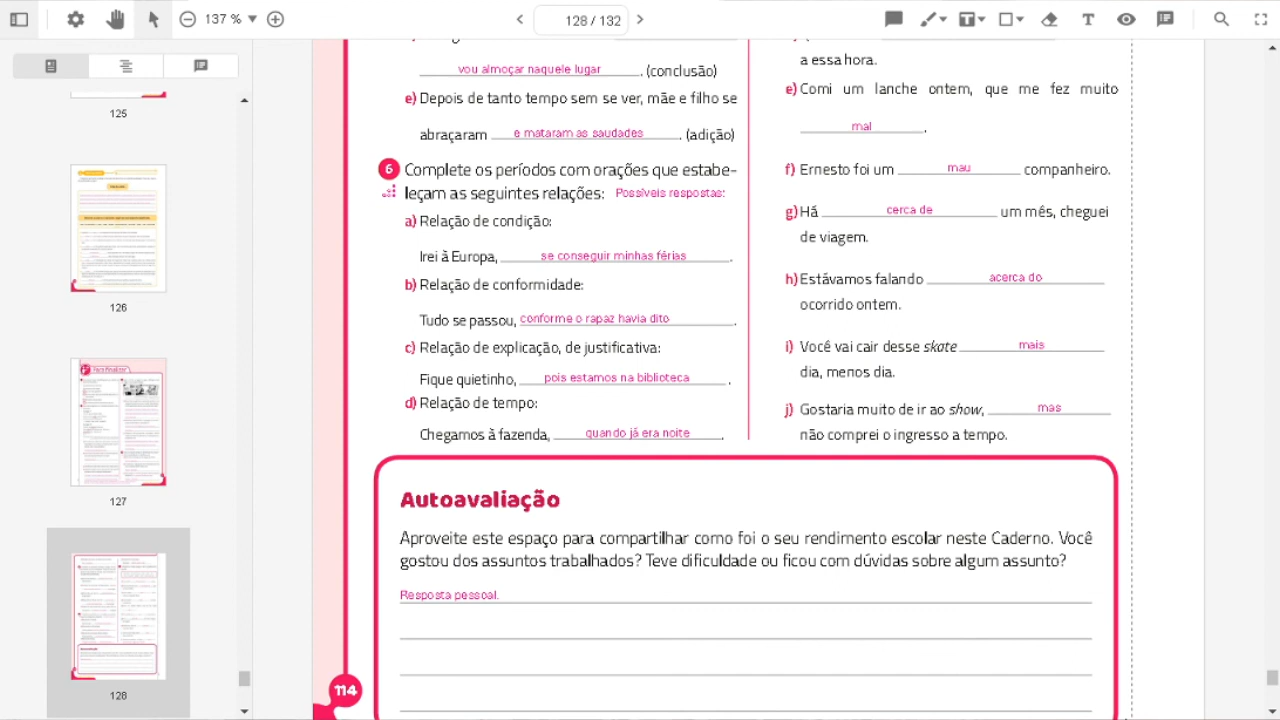 137 %
128 / 132
125
126
127
128
vou almoçar naquele lugar. (conclusão)
e) Depois de tanto tempo sem se ver, mãe e filho se
abraçaram e mataram as saudades. (adição)
6 Complete os períodos com orações que estabe-
leçam as seguintes relações: Possíveis respostas:
a) Relação de condição:
Irei à Europa, se conseguir minhas férias.
b) Relação de conformidade:
Tudo se passou, conforme o rapaz havia dito.
c) Relação de explicação, de justificativa:
Fique quietinho, pois estamos na biblioteca.
d) Relação de tempo:
Chegamos à fazenda quando já era noite.
a essa hora.
e) Comi um lanche ontem, que me fez muito
mal.
f) Ernesto foi um mau companheiro.
g) Há cerca de um mês, cheguei
de viagem.
h) Estávamos falando acerca do
ocorrido ontem.
i) Você vai cair desse skate mais
dia, menos dia.
j) Gostaria muito de ir ao show, mas
não comprei o ingresso a tempo.
Autoavaliação
Aproveite este espaço para compartilhar como foi o seu rendimento escolar neste Caderno. Você
gostou dos assuntos trabalhados? Teve dificuldade ou ficou com dúvidas sobre algum assunto?
Resposta pessoal.
114